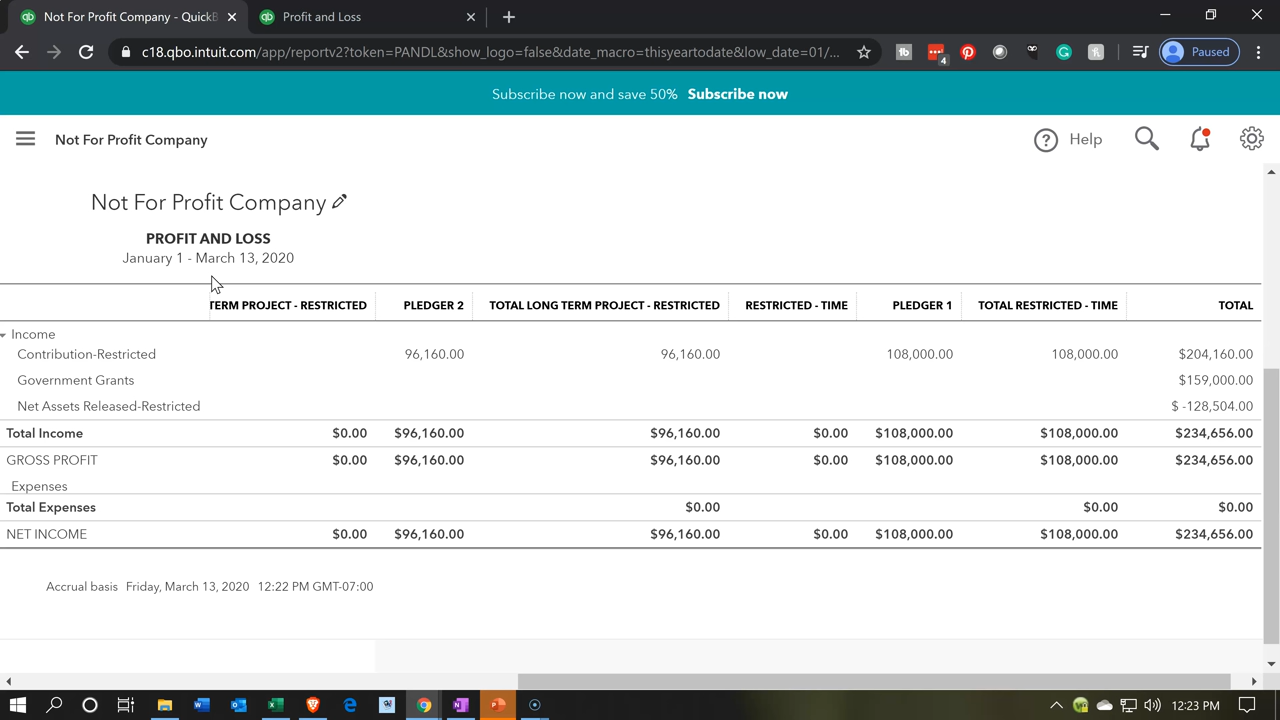 Not For Profit Company - QuickB
Profit and Loss
c18.qbo.intuit.com/app/reportv2?token=PANDL&show_logo=false&date_macro=thisyeartodate&low_date=01/...
4
Paused
Subscribe now and save 50% Subscribe now
Not For Profit Company
Help
Not For Profit Company
PROFIT AND LOSS
January 1 - March 13, 2020
TERM PROJECT - RESTRICTED PLEDGER 2 TOTAL LONG TERM PROJECT - RESTRICTED RESTRICTED - TIME PLEDGER 1 TOTAL RESTRICTED - TIME TOTAL
Income
Contribution-Restricted 96,160.00 96,160.00 108,000.00 108,000.00 $204,160.00
Government Grants $159,000.00
Net Assets Released-Restricted $ -128,504.00
Total Income $0.00 $96,160.00 $96,160.00 $0.00 $108,000.00 $108,000.00 $234,656.00
GROSS PROFIT $0.00 $96,160.00 $96,160.00 $0.00 $108,000.00 $108,000.00 $234,656.00
Expenses
Total Expenses $0.00 $0.00 $0.00
NET INCOME $0.00 $96,160.00 $96,160.00 $0.00 $108,000.00 $108,000.00 $234,656.00
Accrual basis Friday, March 13, 2020 12:22 PM GMT-07:00
12:23 PM